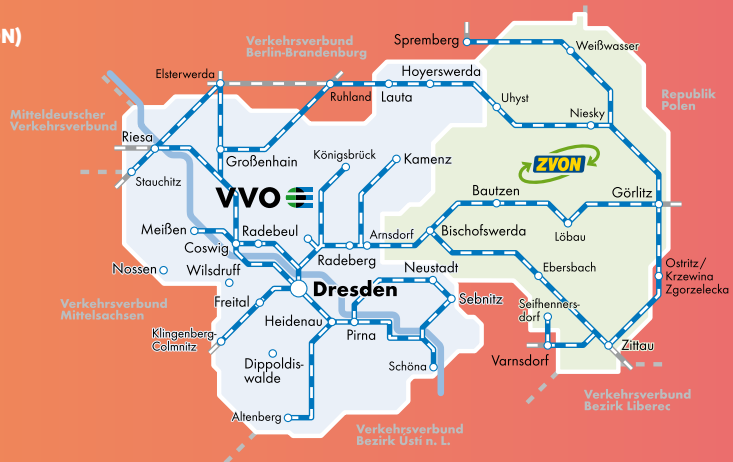 N)
Spremberg
Weißwasser
Verkehrsverbund
Berlin-Brandenburg
Elsterwerda
Hoyerswerda
Ruhland
Lauta
Uhyst
Republik
Polen
Mitteldeutscher
Verkehrsverbund
Niesky
Riesa
Großenhain
Königsbrück
Kamenz
ZVON
Stauchitz
VVO
Bautzen
Görlitz
Meißen
Radebeul
Arnsdorf
Bischofswerda
Löbau
Coswig
Radeberg
Nossen
Wilsdruff
Neustadt
Ebersbach
Ostritz/
Krzewina
Zgorzelecka
Dresden
Verkehrsverbund
Mittelsachsen
Freital
Sebnitz
Seifhenners-
dorf
Heidenau
Pirna
Klingenberg-
Colmnitz
Zittau
Varnsdorf
Dippoldis-
walde
Schöna
Verkehrsverbund
Bezirk Liberec
Altenberg
Verkehrsverbund
Bezirk Ústi n. L.